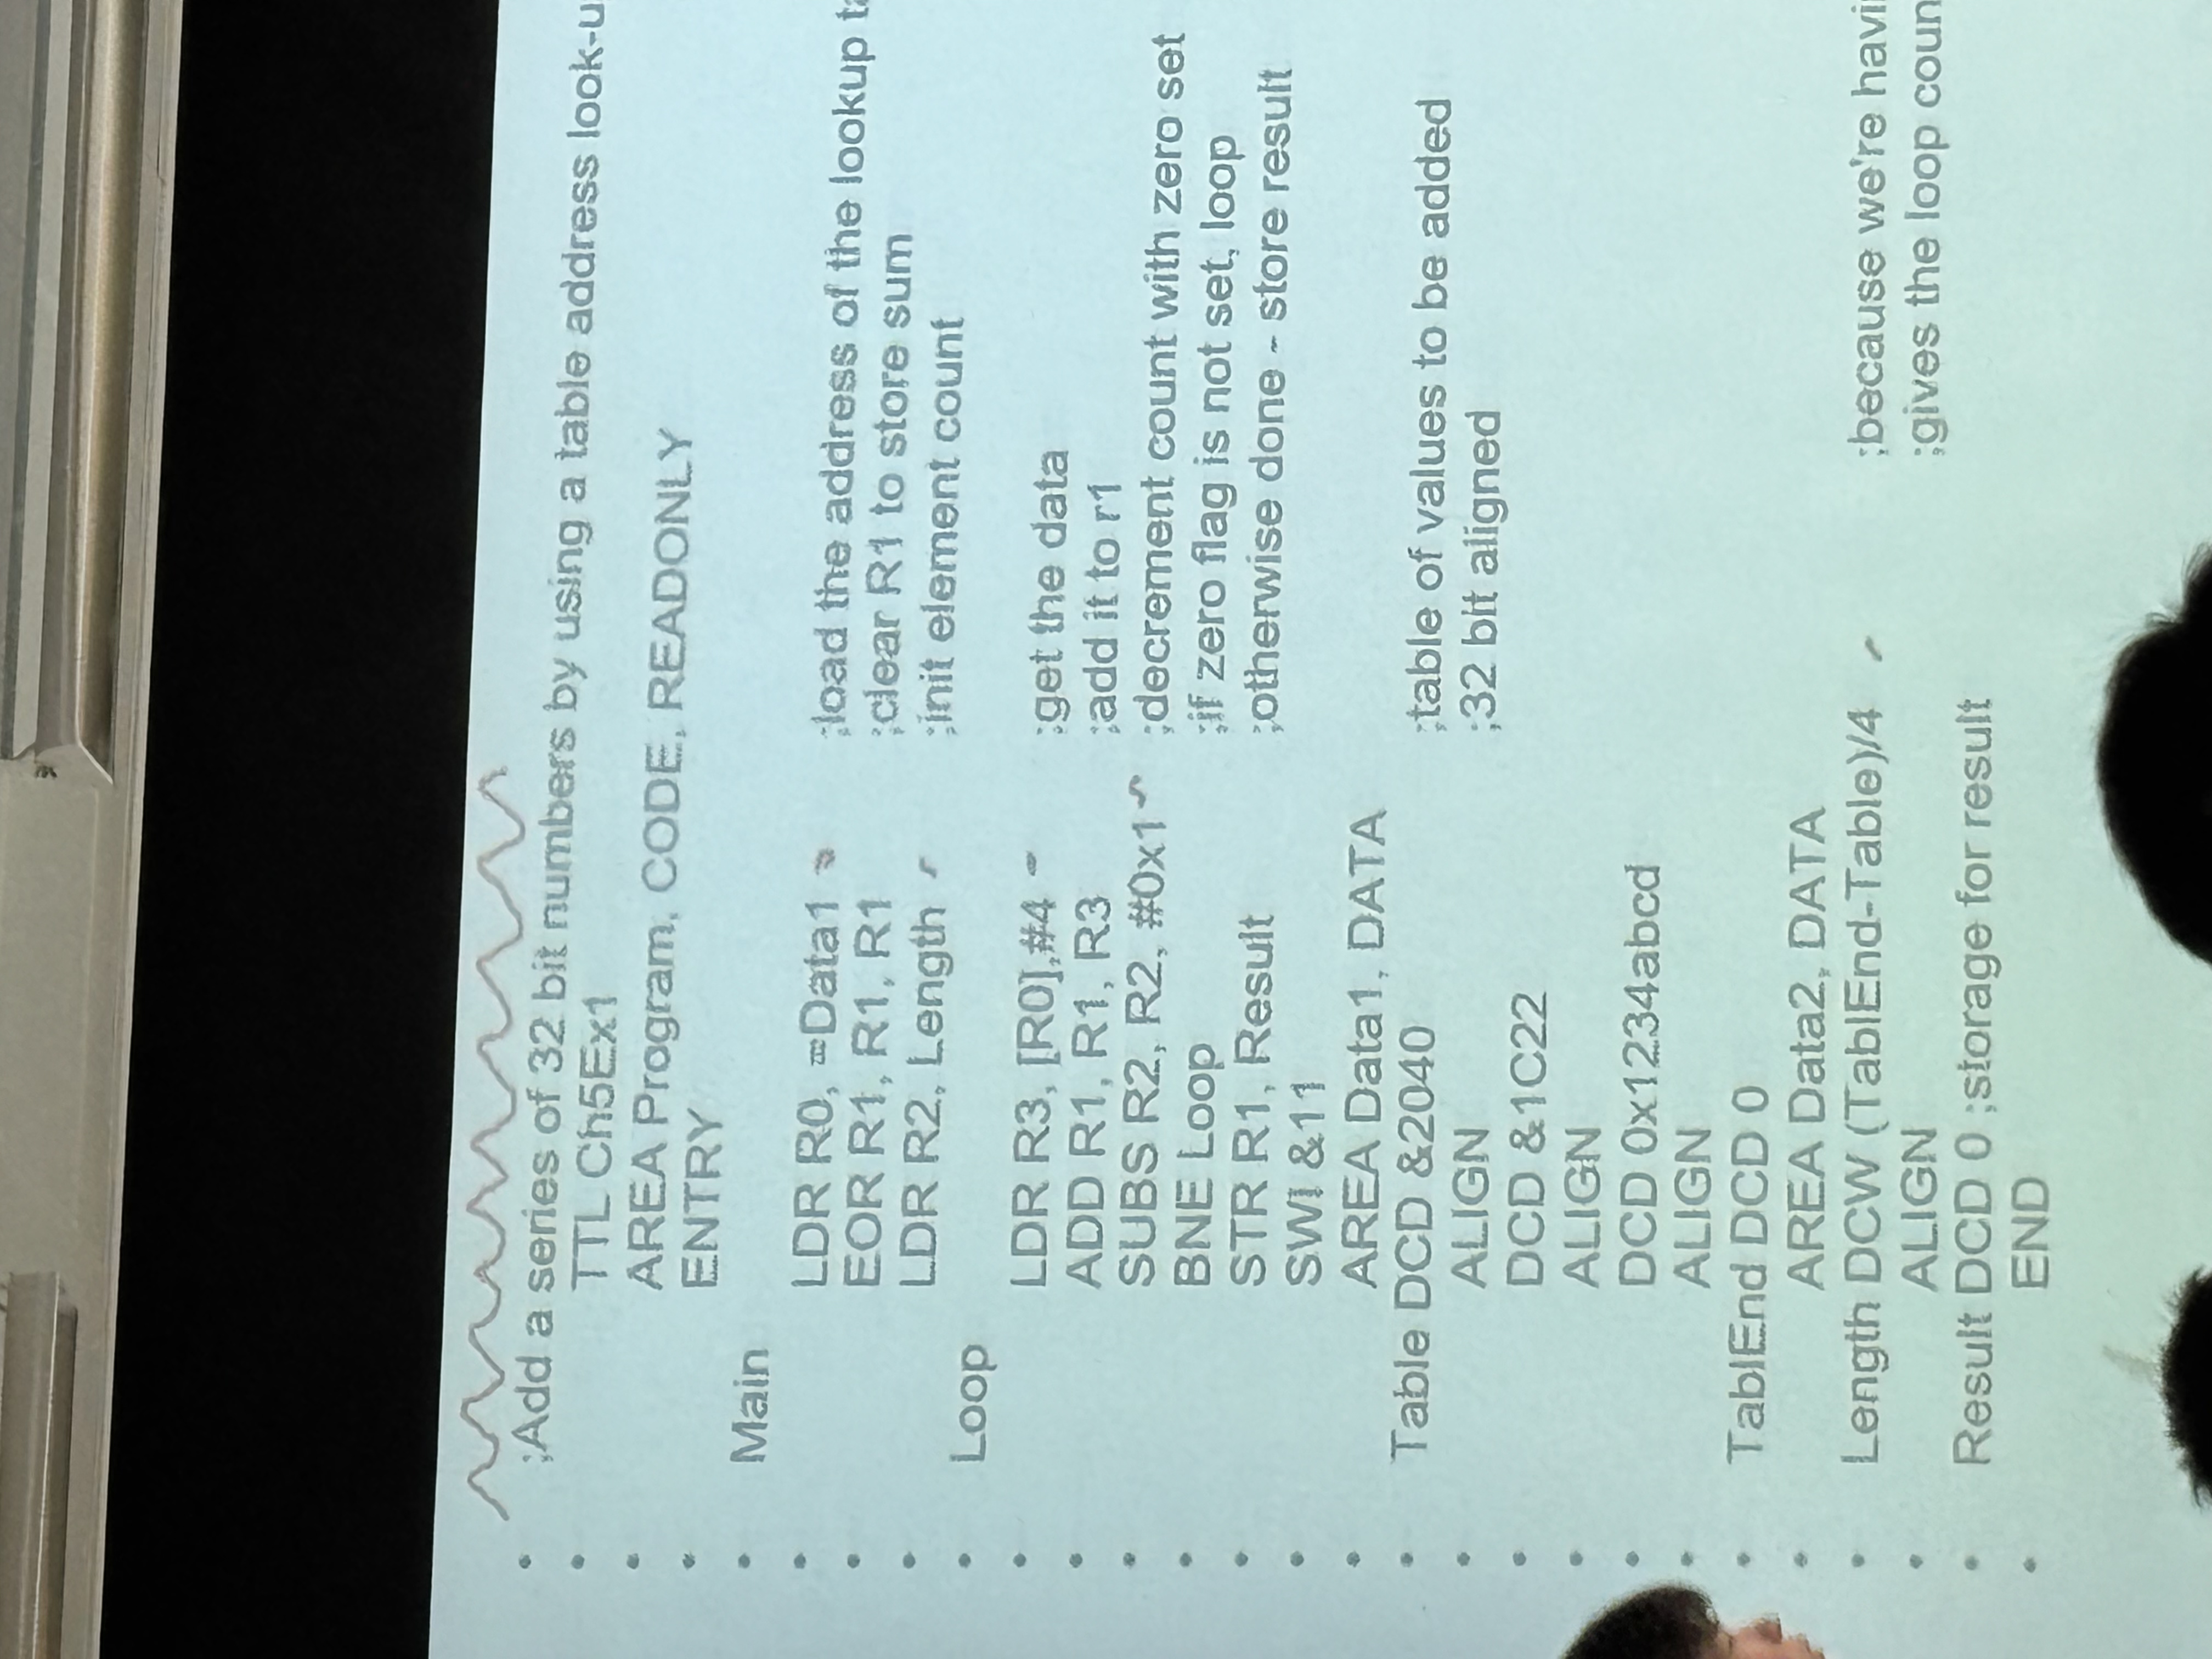 ;Add a series of 32 bit numbers by using a table address
TTL Ch5Ex1
AREA Program, CODE, READONLY
ENTRY
Main
LDR R0, =Data1 ;load the address of the lookup
EOR R1, R1, R1 ;clear R1 to store sum
LDR R2, Length ;init element count
Loop
LDR R3, [R0],#4 ;get the data
ADD R1, R1, R3 ;add it to r1
SUBS R2, R2, #0x1 ;decrement count with zero set
BNE Loop ;if zero flag is not set, loop
STR R1, Result ;otherwise done - store result
SWI &11
AREA Data1, DATA
Table DCD &2040 ;table of values to be added
ALIGN ;32 bit aligned
DCD &1C22
ALIGN
DCD 0x1234abcd
ALIGN
TablEnd DCD 0
AREA Data2, DATA
Length DCW (TablEnd-Table)/4 ;because we're
ALIGN ;gives the loop
Result DCD 0 ;storage for result
END